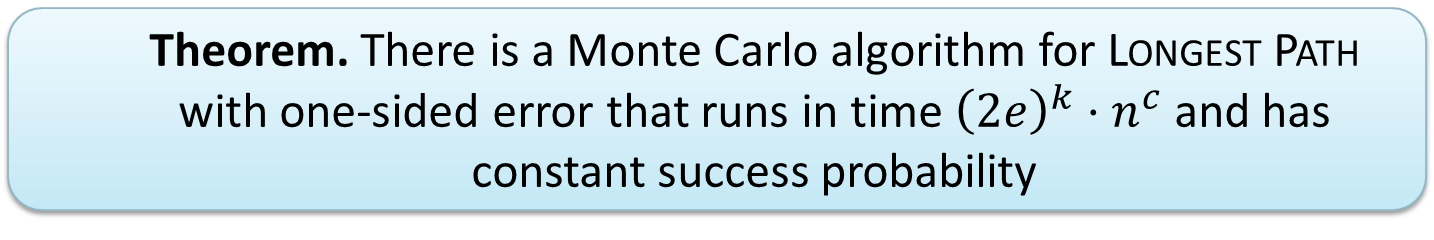 Theorem. There is a Monte Carlo algorithm for LONGEST PATH
with one-sided error that runs in time (2e)^k · n^c and has
constant success probability